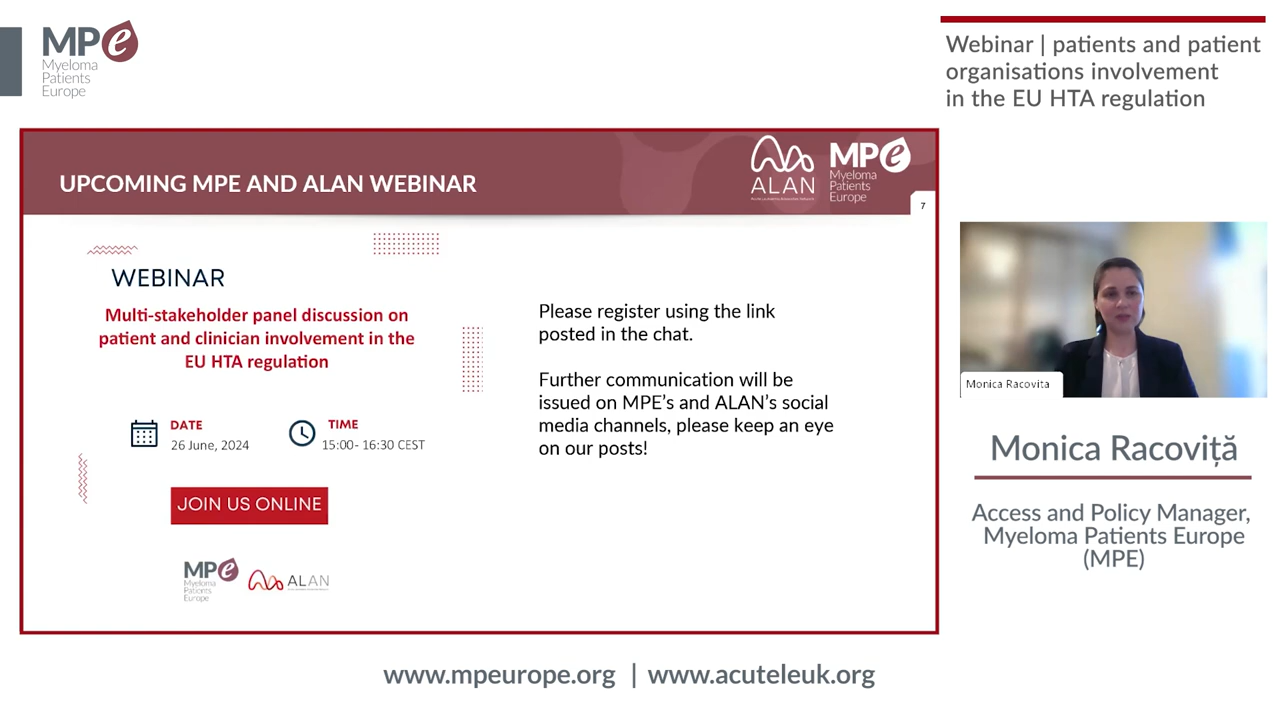 MPe
Myeloma
Patients
Europe
Webinar | patients and patient
organisations involvement
in the EU HTA regulation
UPCOMING MPE AND ALAN WEBINAR
ALAN
MPe
Myeloma
Patients
Europe
7
WEBINAR
Multi-stakeholder panel discussion on
patient and clinician involvement in the
EU HTA regulation
DATE
26 June, 2024
TIME
15:00- 16:30 CEST
JOIN US ONLINE
MPe
Myeloma
Patients
Europe
ALAN
Please register using the link
posted in the chat.
Further communication will be
issued on MPE’s and ALAN’s social
media channels, please keep an eye
on our posts!
Monica Racovita
Monica Racoviță
Access and Policy Manager,
Myeloma Patients Europe
(MPE)
www.mpeurope.org | www.acuteleuk.org